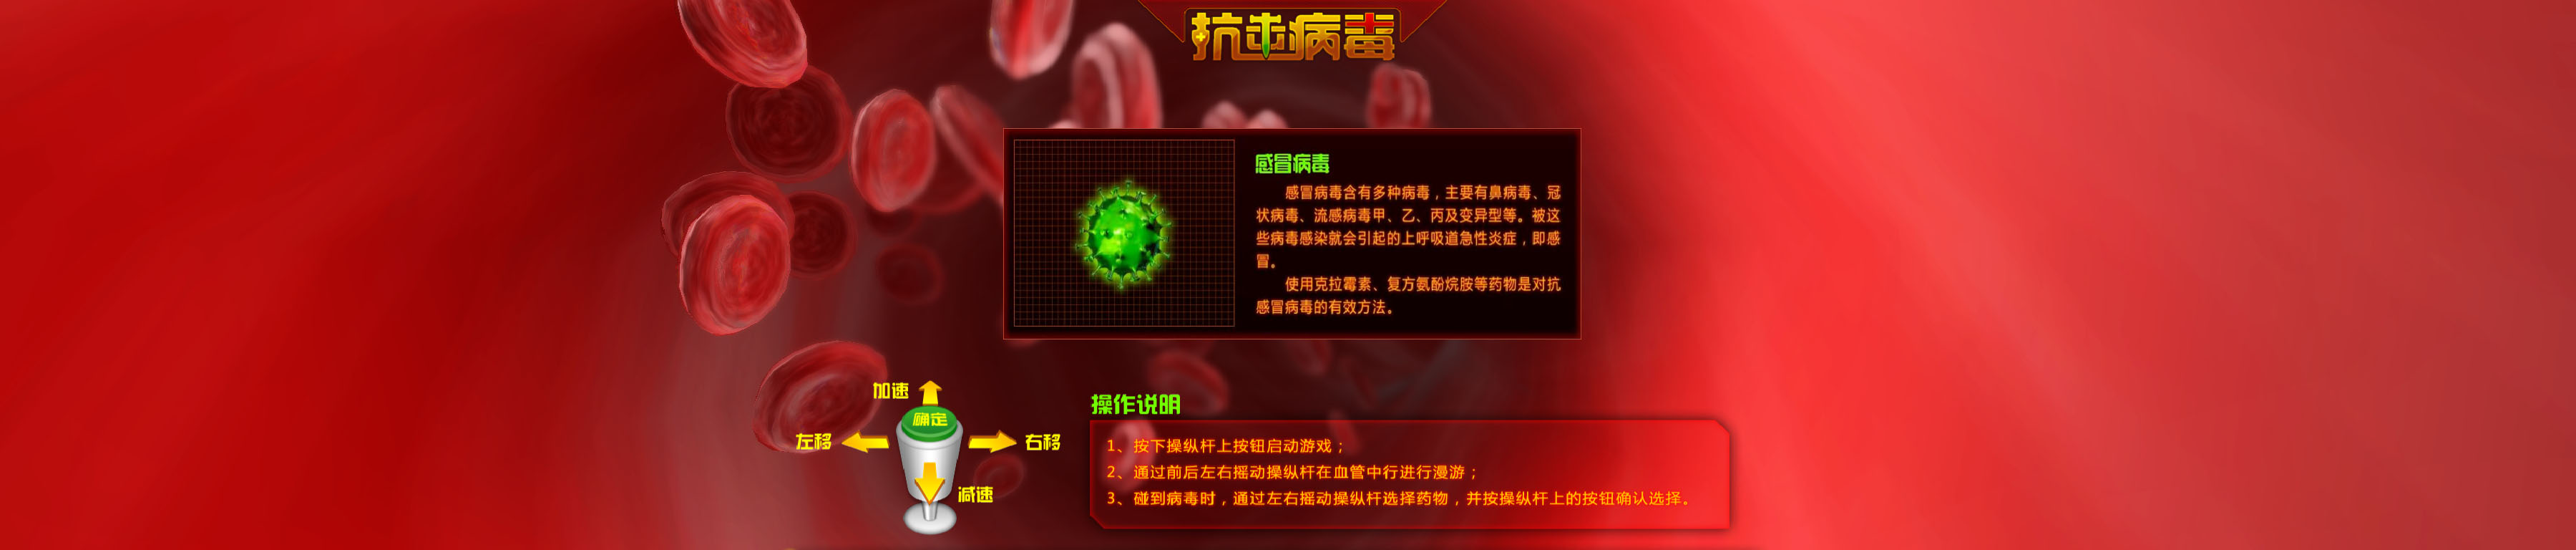 抗击病毒
感冒病毒
感冒病毒含有多种病毒，主要有鼻病毒、冠
状病毒、流感病毒甲、乙、丙及变异型等。被这
些病毒感染就会引起的上呼吸道急性炎症，即感
冒。
使用克拉霉素、复方氨酚烷胺等药物是对抗
感冒病毒的有效方法。
加速
确定
左移
右移
减速
操作说明
1、按下操纵杆上按钮启动游戏；
2、通过前后左右摇动操纵杆在血管中行进行漫游；
3、碰到病毒时，通过左右摇动操纵杆选择药物，并按操纵杆上的按钮确认选择。